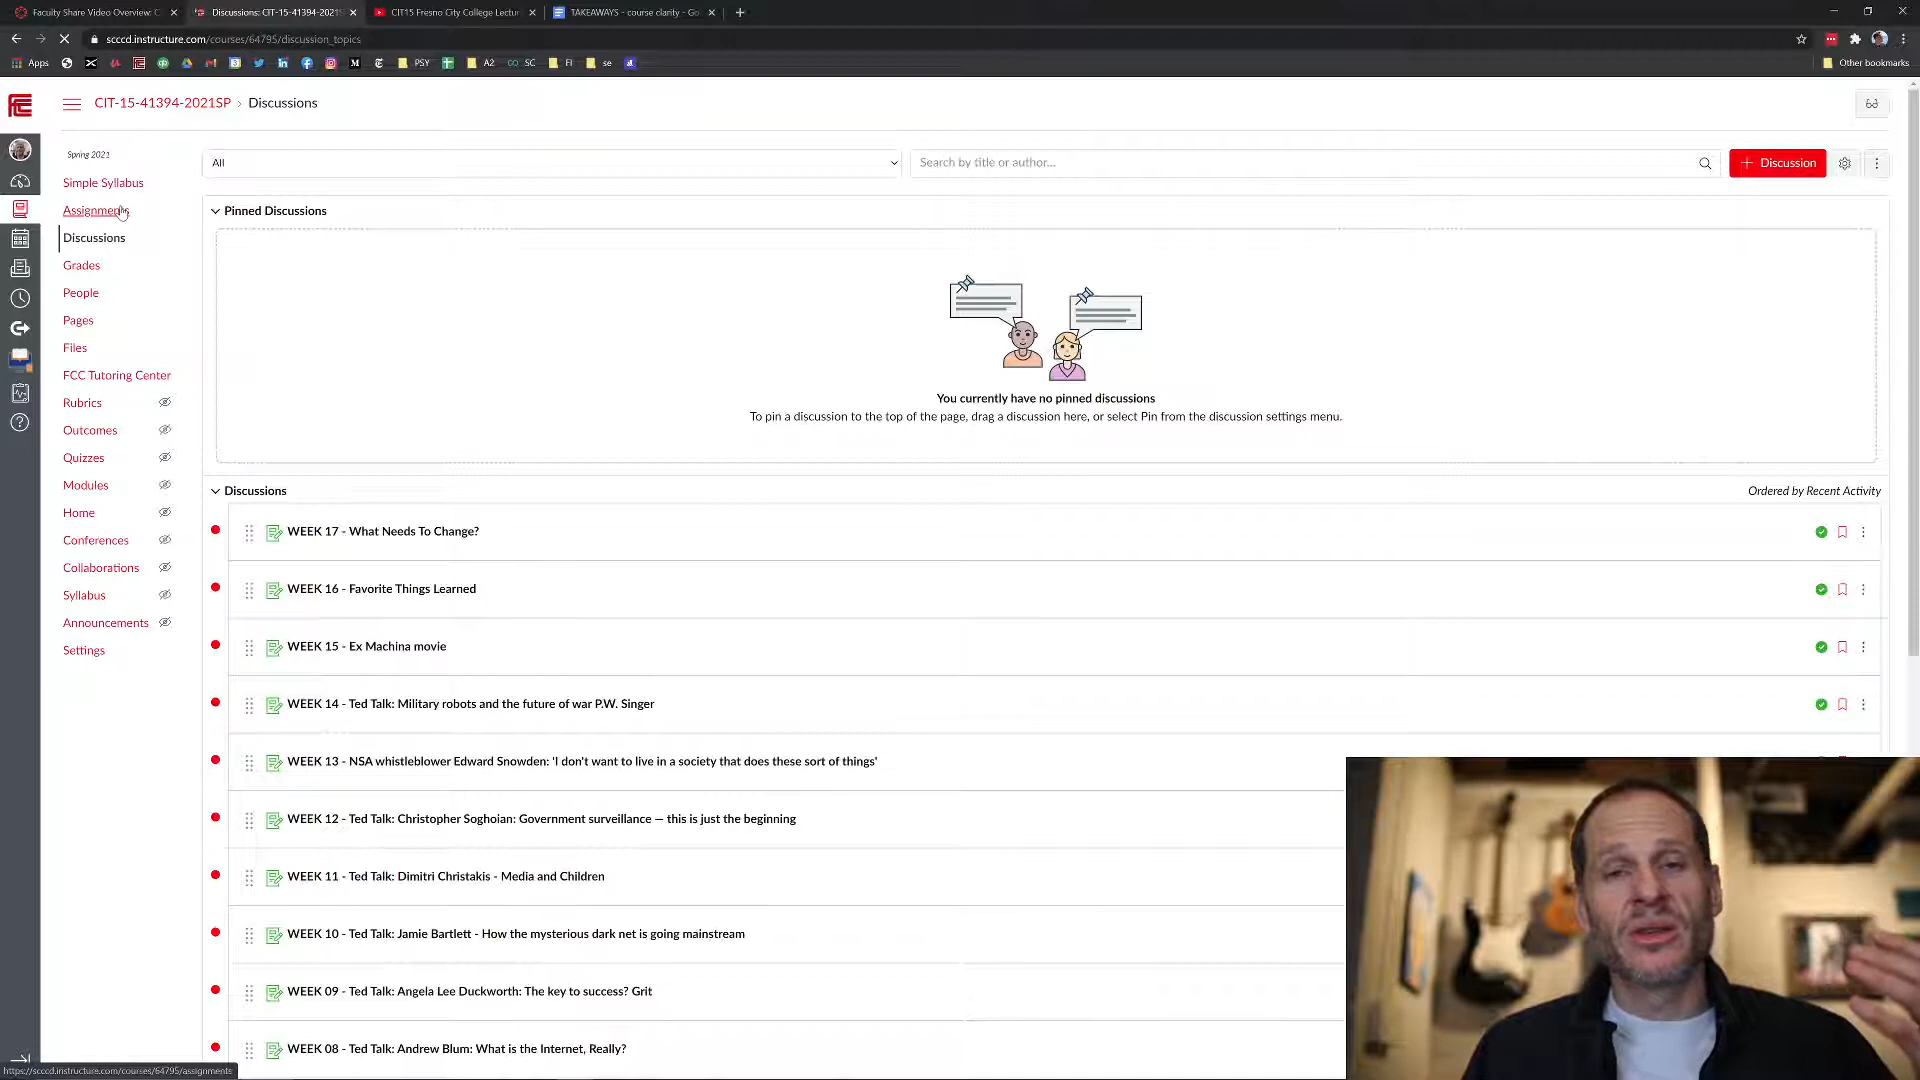 Faculty Share Video Overview: C
Discussions: CIT-15-41394-2021S
CIT15 Fresno City College Lectur
TAKEAWAYS - course clarity - Go
scccd.instructure.com/courses/64795/discussion_topics
Apps
PSY
A2
SC
FI
se
Other bookmarks
CIT-15-41394-2021SP › Discussions
Spring 2021
Simple Syllabus
Assignments
Discussions
Grades
People
Pages
Files
FCC Tutoring Center
Rubrics
Outcomes
Quizzes
Modules
Home
Conferences
Collaborations
Syllabus
Announcements
Settings
All
Search by title or author...
+ Discussion
Pinned Discussions
You currently have no pinned discussions
To pin a discussion to the top of the page, drag a discussion here, or select Pin from the discussion settings menu.
Discussions
Ordered by Recent Activity
WEEK 17 - What Needs To Change?
WEEK 16 - Favorite Things Learned
WEEK 15 - Ex Machina movie
WEEK 14 - Ted Talk: Military robots and the future of war P.W. Singer
WEEK 13 - NSA whistleblower Edward Snowden: 'I don't want to live in a society that does these sort of things'
WEEK 12 - Ted Talk: Christopher Soghoian: Government surveillance — this is just the beginning
WEEK 11 - Ted Talk: Dimitri Christakis - Media and Children
WEEK 10 - Ted Talk: Jamie Bartlett - How the mysterious dark net is going mainstream
WEEK 09 - Ted Talk: Angela Lee Duckworth: The key to success? Grit
WEEK 08 - Ted Talk: Andrew Blum: What is the Internet, Really?
https://scccd.instructure.com/courses/64795/assignments